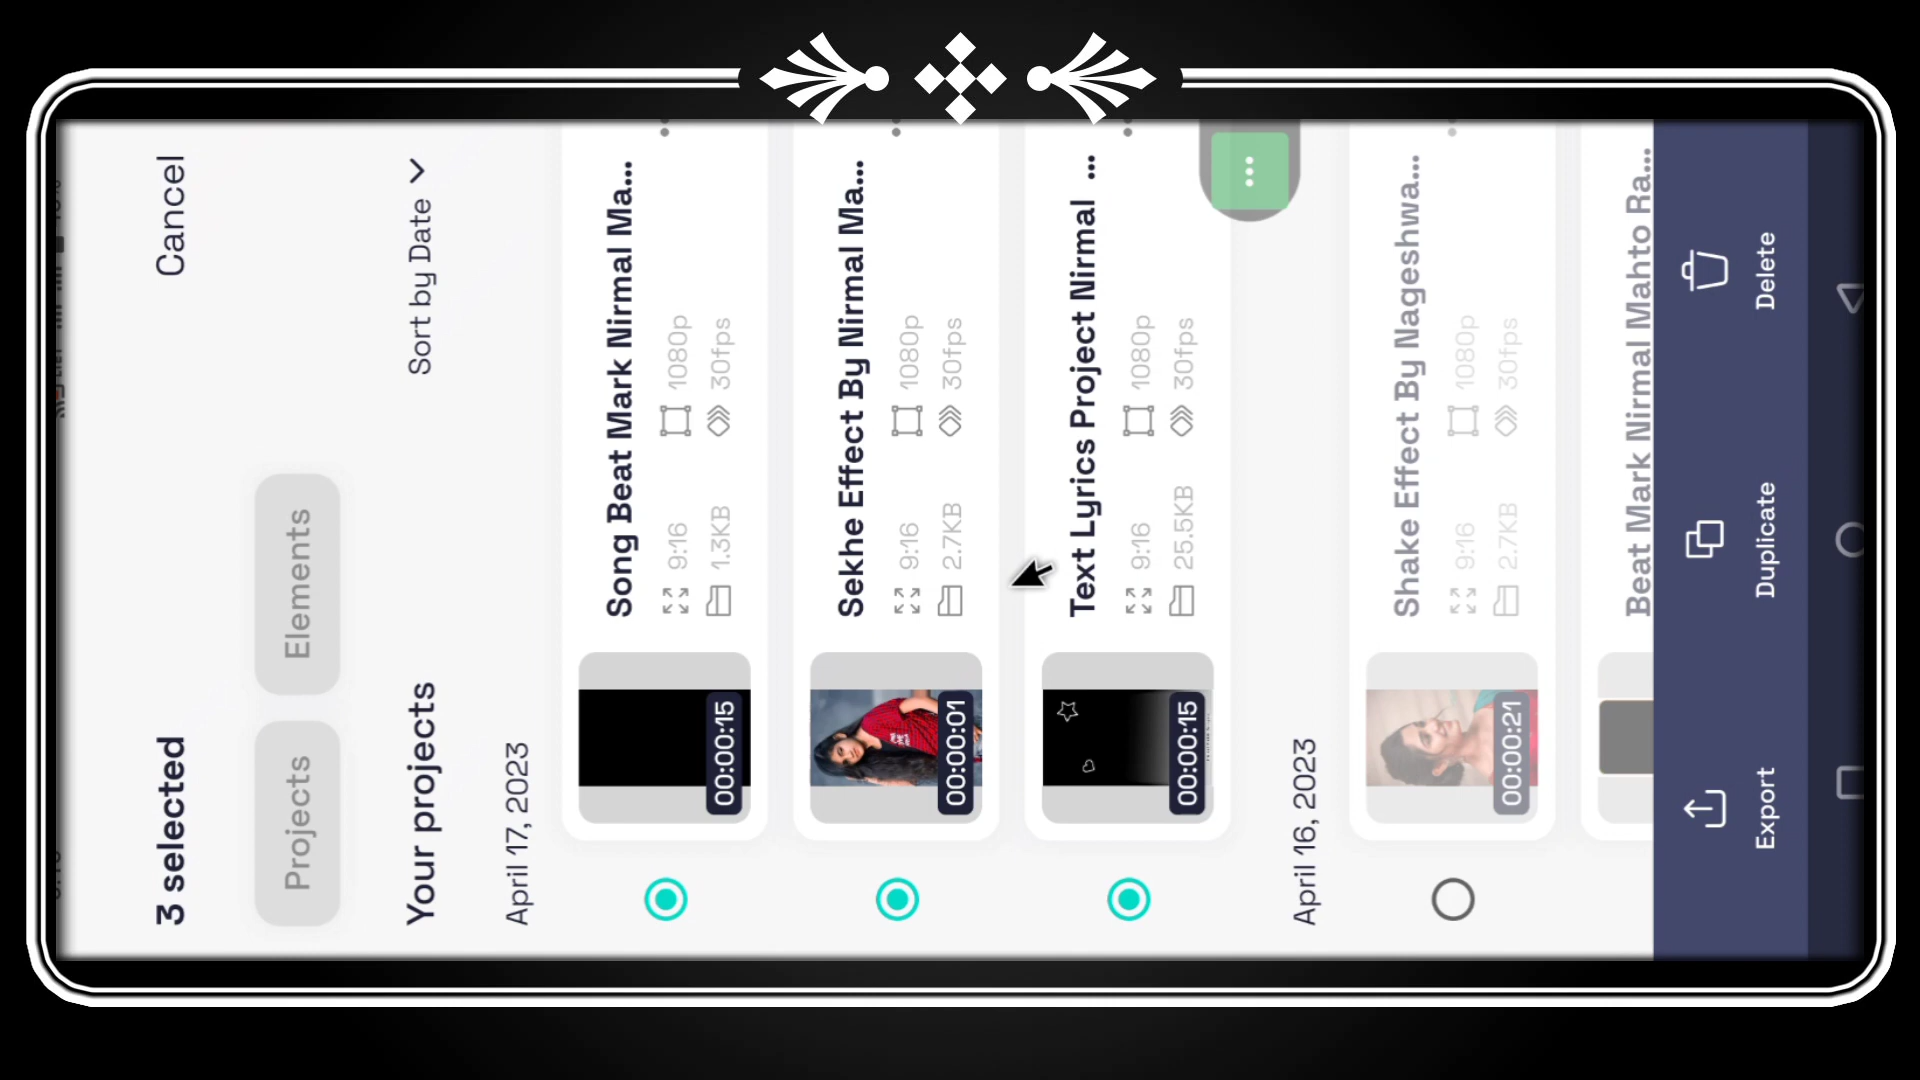 3 selected
Cancel
Projects
Elements
Your projects
Sort by Date
April 17, 2023
Song Beat Mark Nirmal Ma...
9:16
1080p
1.3KB
30fps
00:00:15
Sekhe Effect By Nirmal Ma...
9:16
1080p
2.7KB
30fps
00:00:01
Text Lyrics Project Nirmal ...
9:16
1080p
25.5KB
30fps
00:00:15
April 16, 2023
Shake Effect By Nageshwa...
9:16
1080p
2.7KB
30fps
00:00:21
Beat Mark Nirmal Mahto Ra...
Export
Duplicate
Delete